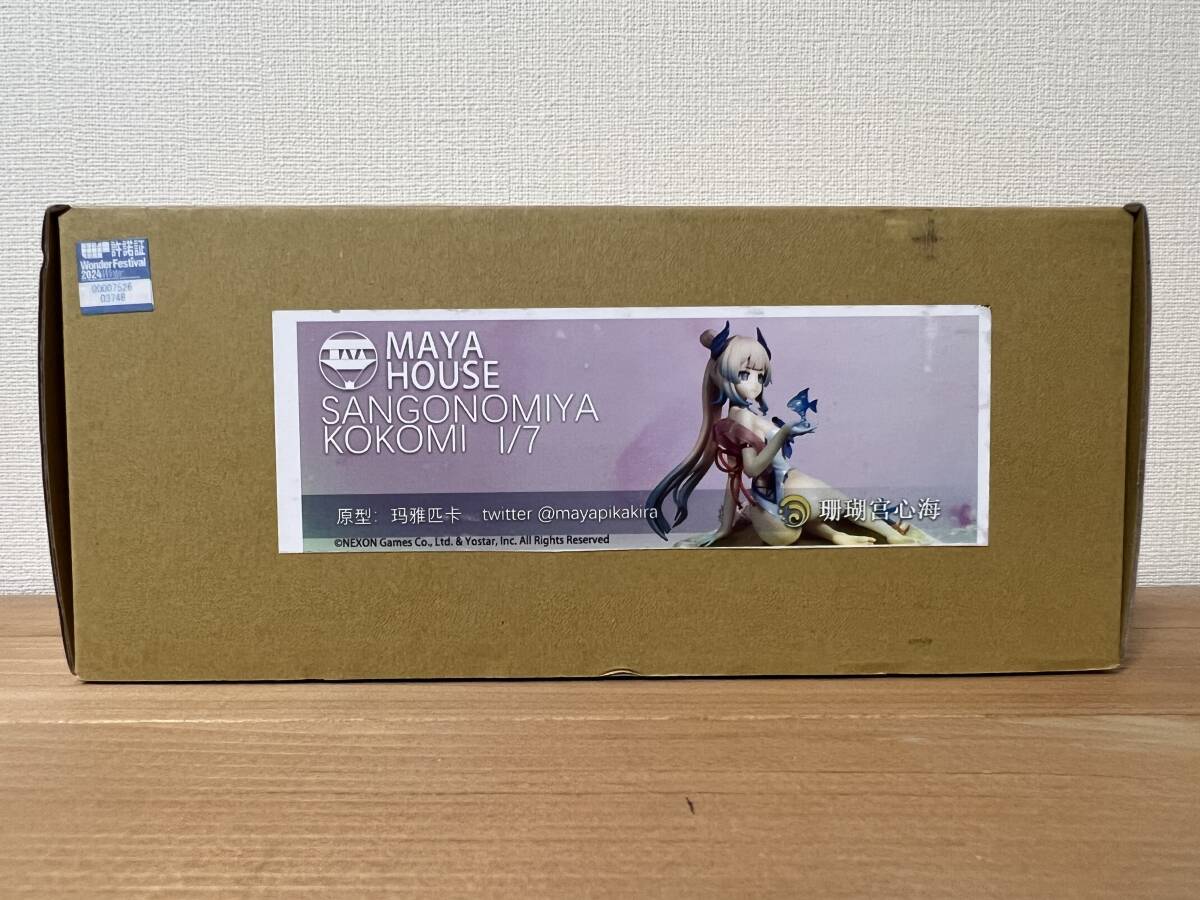 許諾証
Wonder Festival
2024
00007526
03748
MAYA
MAYA
HOUSE
SANGONOMIYA
KOKOMI 1/7
原型: 玛雅匹卡 twitter @mayapikakira
珊瑚宫心海
©NEXON Games Co., Ltd. & Yostar, Inc. All Rights Reserved